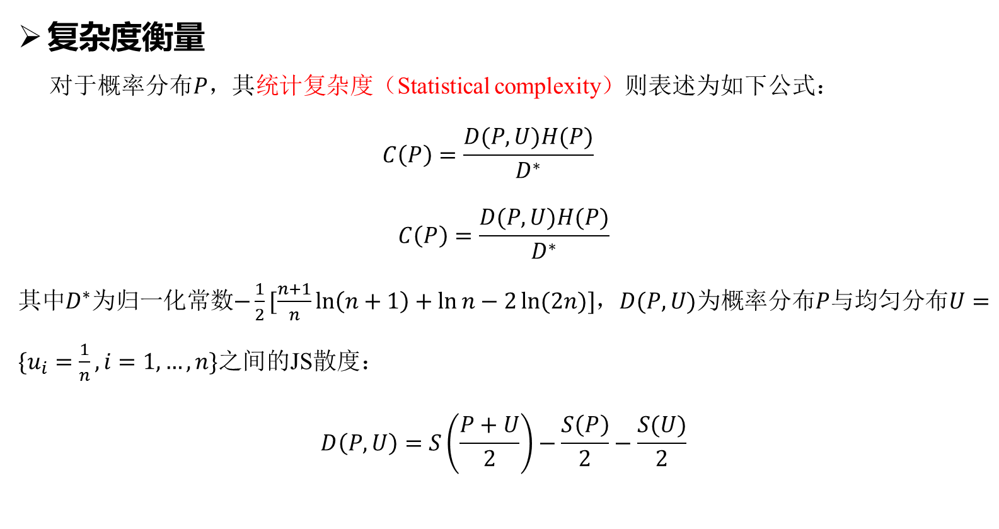 ➢ 复杂度衡量
对于概率分布P，其统计复杂度（Statistical complexity）则表述为如下公式：
C(P) = \frac{D(P, U)H(P)}{D^*}
C(P) = \frac{D(P, U)H(P)}{D^*}
其中D^*为归一化常数-\frac{1}{2}[\frac{n+1}{n}\ln(n + 1) + \ln n - 2\ln(2n)]，D(P, U)为概率分布P与均匀分布U =
\{u_i = \frac{1}{n}, i = 1, …, n\}之间的JS散度：
D(P, U) = S\left(\frac{P + U}{2}\right) - \frac{S(P)}{2} - \frac{S(U)}{2}